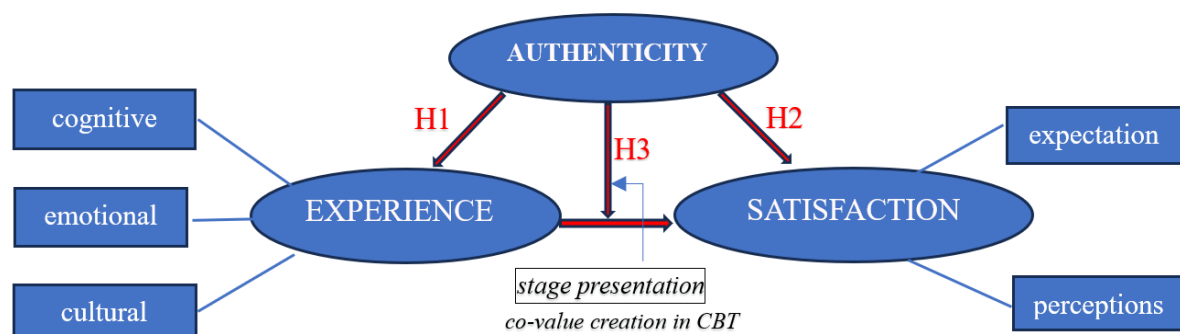 AUTHENTICITY
cognitive
H1
H2
expectation
H3
emotional
EXPERIENCE
SATISFACTION
stage presentation
cultural
perceptions
co-value creation in CBT